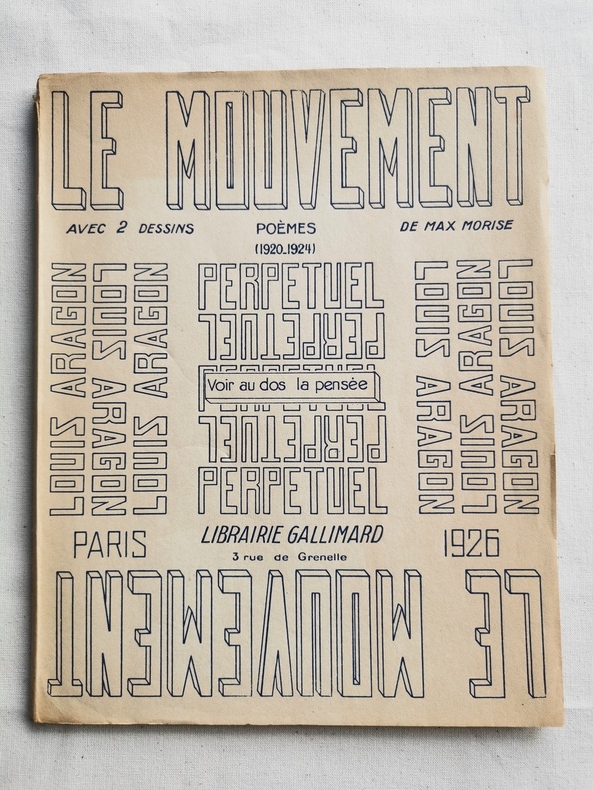 LE MOUVEMENT
AVEC 2 DESSINS
POÈMES
DE MAX MORISE
(1920_1924)
LOUIS ARAGON
LOUIS ARAGON
LOUIS ARAGON
PERPETUEL
PERPETUEL
PERPETUEL
Voir au dos la pensée
PERPETUEL
PERPETUEL
LOUIS ARAGON
LOUIS ARAGON
LOUIS ARAGON
PARIS
LIBRAIRIE GALLIMARD
1926
3 rue de Grenelle
LE MOUVEMENT